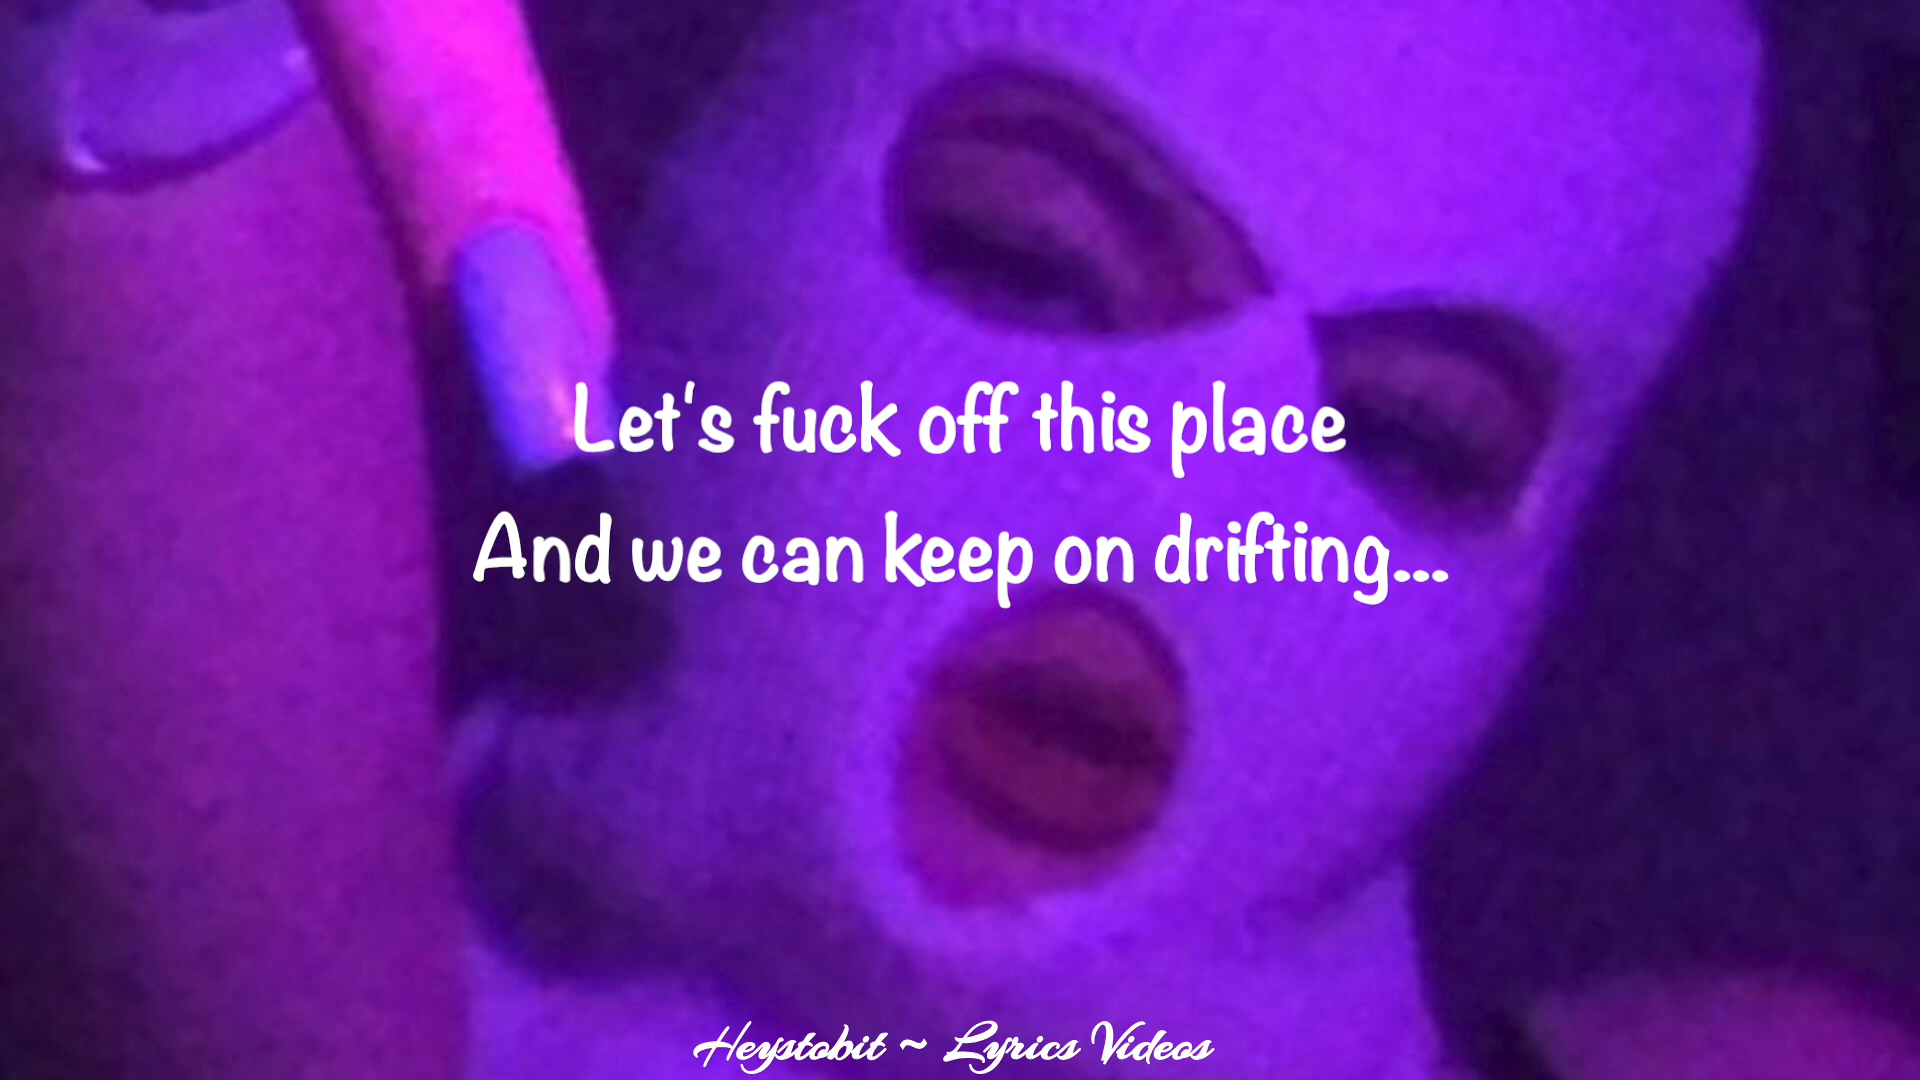 Let's fuck off this place
And we can keep on drifting...
Heystobit ~ Lyrics Videos